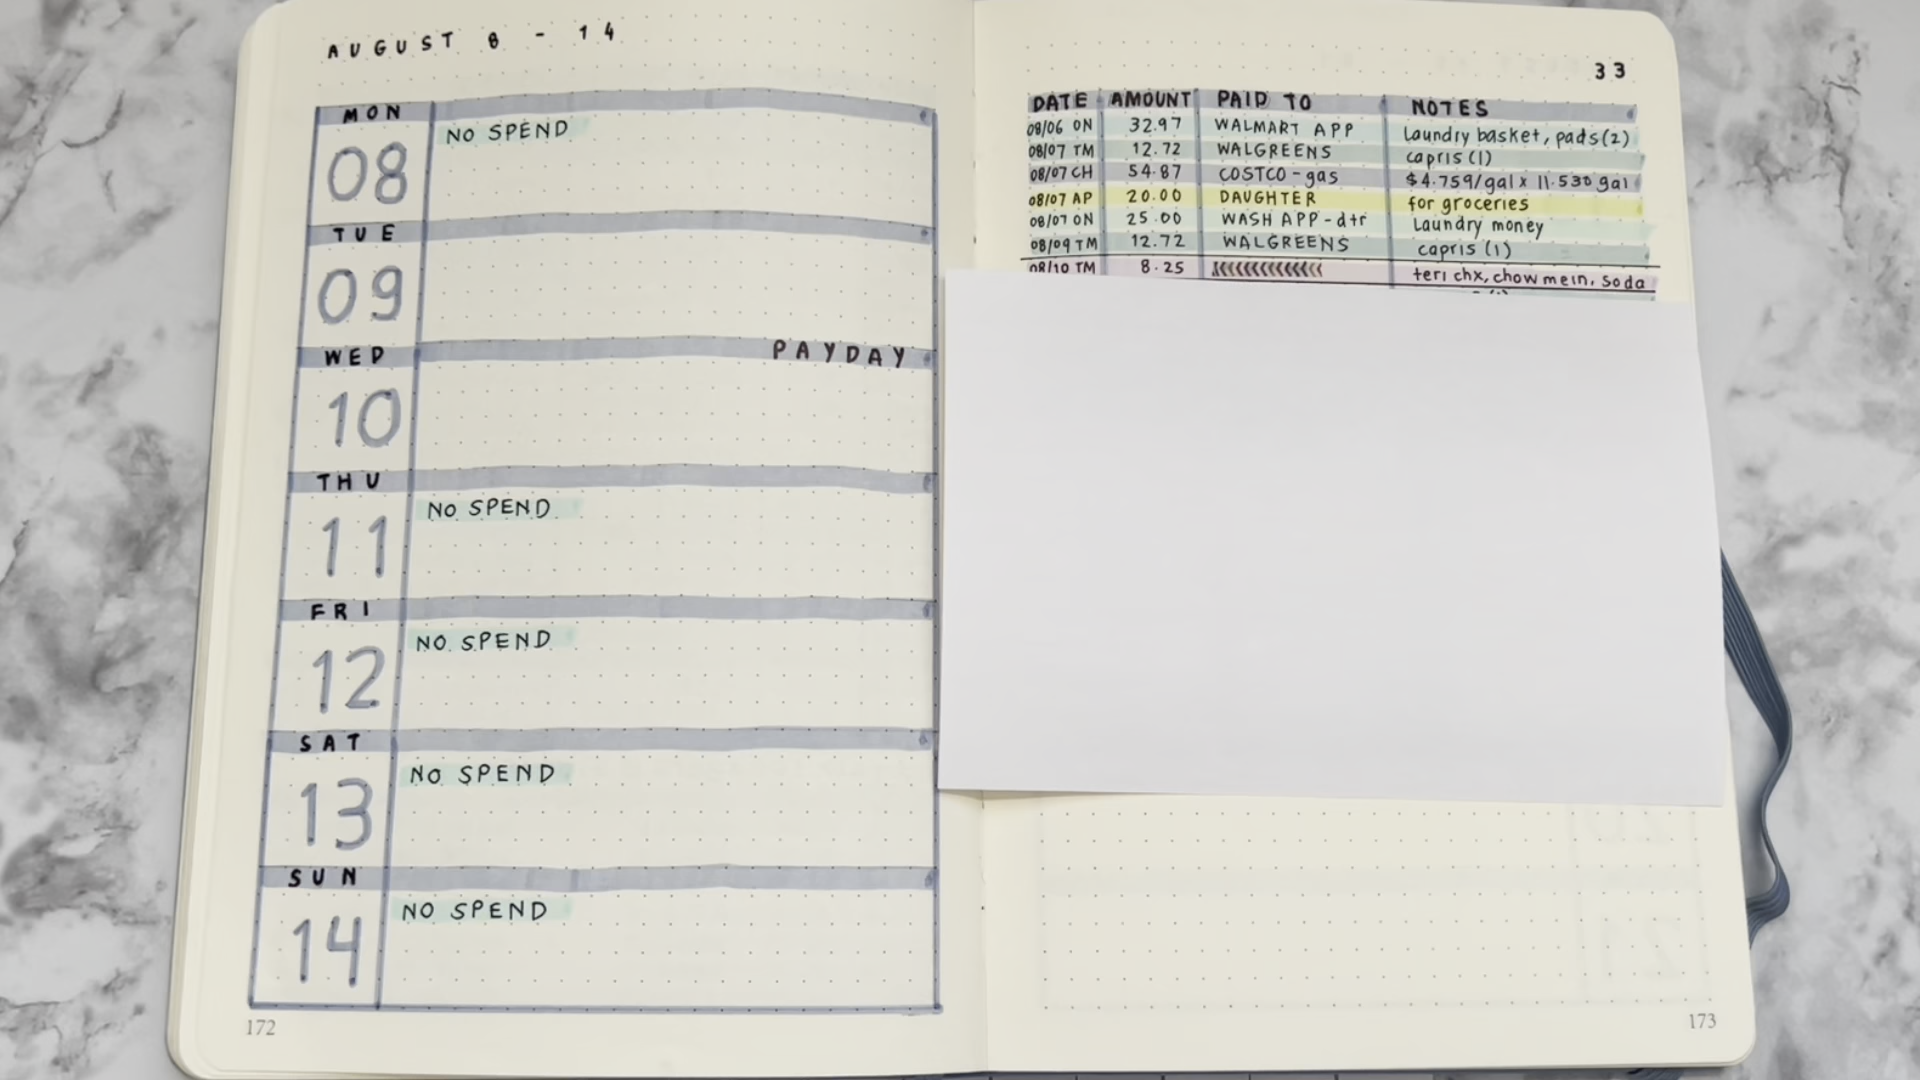 AUGUST 8 - 14
MON
08
NO SPEND
TUE
09
WED
PAYDAY
10
THU
11
NO SPEND
FRI
12
NO SPEND
SAT
13
NO SPEND
SUN
14
NO SPEND
172
33
DATE AMOUNT PAID TO NOTES
08/06 ON 32.97 WALMART APP Laundry basket, pads (2)
08/07 TM 12.72 WALGREENS capris (1)
08/07 CH 54.87 COSTCO - gas $4.759/gal x 11.530 gal
08/07 AP 20.00 DAUGHTER for groceries
08/07 ON 25.00 WASH APP - dtr Laundry money
08/09 TM 12.72 WALGREENS capris (1)
08/10 TM 8.25 teri chx, chow mein, soda
173